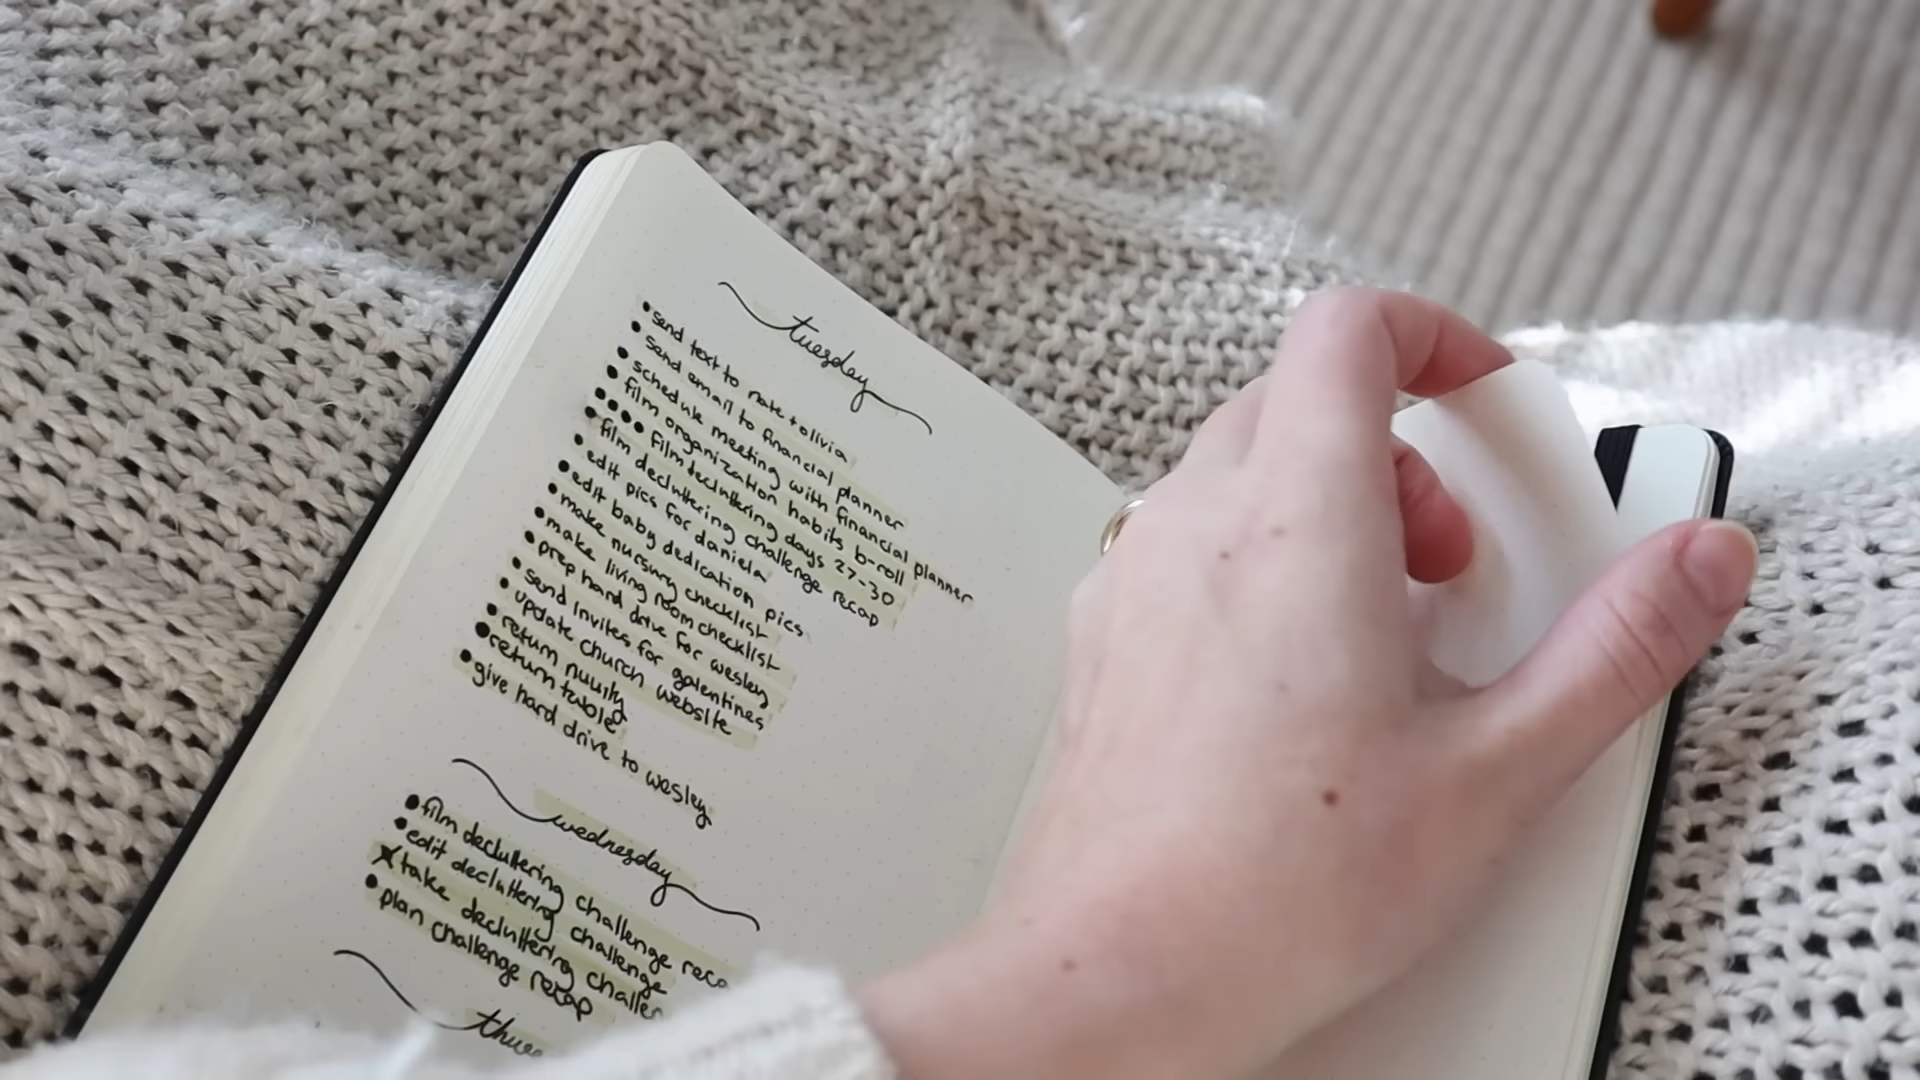 tuesday
• send text to nate + olivia
• send email to financial planner
• schedule meeting with financial planner
• film organization habits b-roll
• • • film decluttering days 27-30
• film decluttering challenge recap
• edit pics for daniela
• edit baby dedication pics
• make nursury checklist
• make living room checklist
• prep hard drive for wesley
• send invites for galentines
• update church website
• return nuuly
• return table
• give hard drive to wesley
wednesday
• film decluttering challenge reca
• edit decluttering challenge
x take decluttering challen
• plan challenge recap
thurs